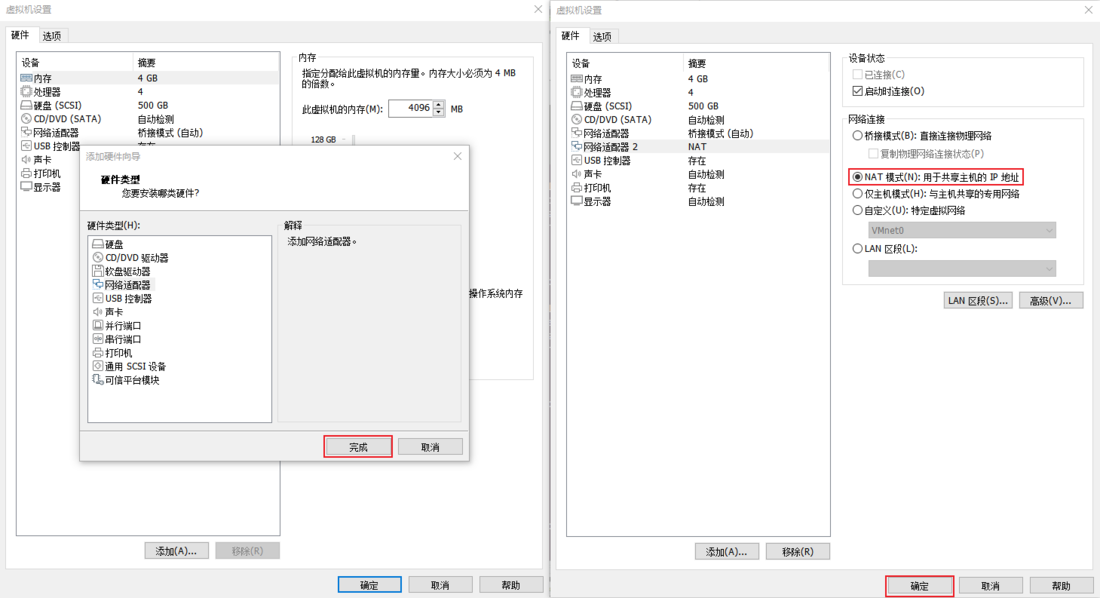 虚拟机设置
硬件 选项
设备 摘要
内存 4 GB
处理器 4
硬盘 (SCSI) 500 GB
CD/DVD (SATA) 自动检测
网络适配器 桥接模式 (自动)
USB 控制器 存在
声卡
打印机
显示器
内存
指定分配给此虚拟机的内存量。内存大小必须为 4 MB
的倍数。
此虚拟机的内存(M): 4096 MB
128 GB
操作系统内存
添加硬件向导
硬件类型
您要安装哪类硬件?
硬件类型(H):
硬盘
CD/DVD 驱动器
软盘驱动器
网络适配器
USB 控制器
声卡
并行端口
串行端口
打印机
通用 SCSI 设备
可信平台模块
解释
添加网络适配器。
完成 取消
添加(A)... 移除(R)
确定 取消 帮助
虚拟机设置
硬件 选项
设备 摘要
内存 4 GB
处理器 4
硬盘 (SCSI) 500 GB
CD/DVD (SATA) 自动检测
网络适配器 桥接模式 (自动)
网络适配器 2 NAT
USB 控制器 存在
声卡 自动检测
打印机 存在
显示器 自动检测
设备状态
已连接(C)
启动时连接(O)
网络连接
桥接模式(B): 直接连接物理网络
复制物理网络连接状态(P)
NAT 模式(N): 用于共享主机的 IP 地址
仅主机模式(H): 与主机共享的专用网络
自定义(U): 特定虚拟网络
VMnet0
LAN 区段(L):
LAN 区段(S)... 高级(V)...
添加(A)... 移除(R)
确定 取消 帮助